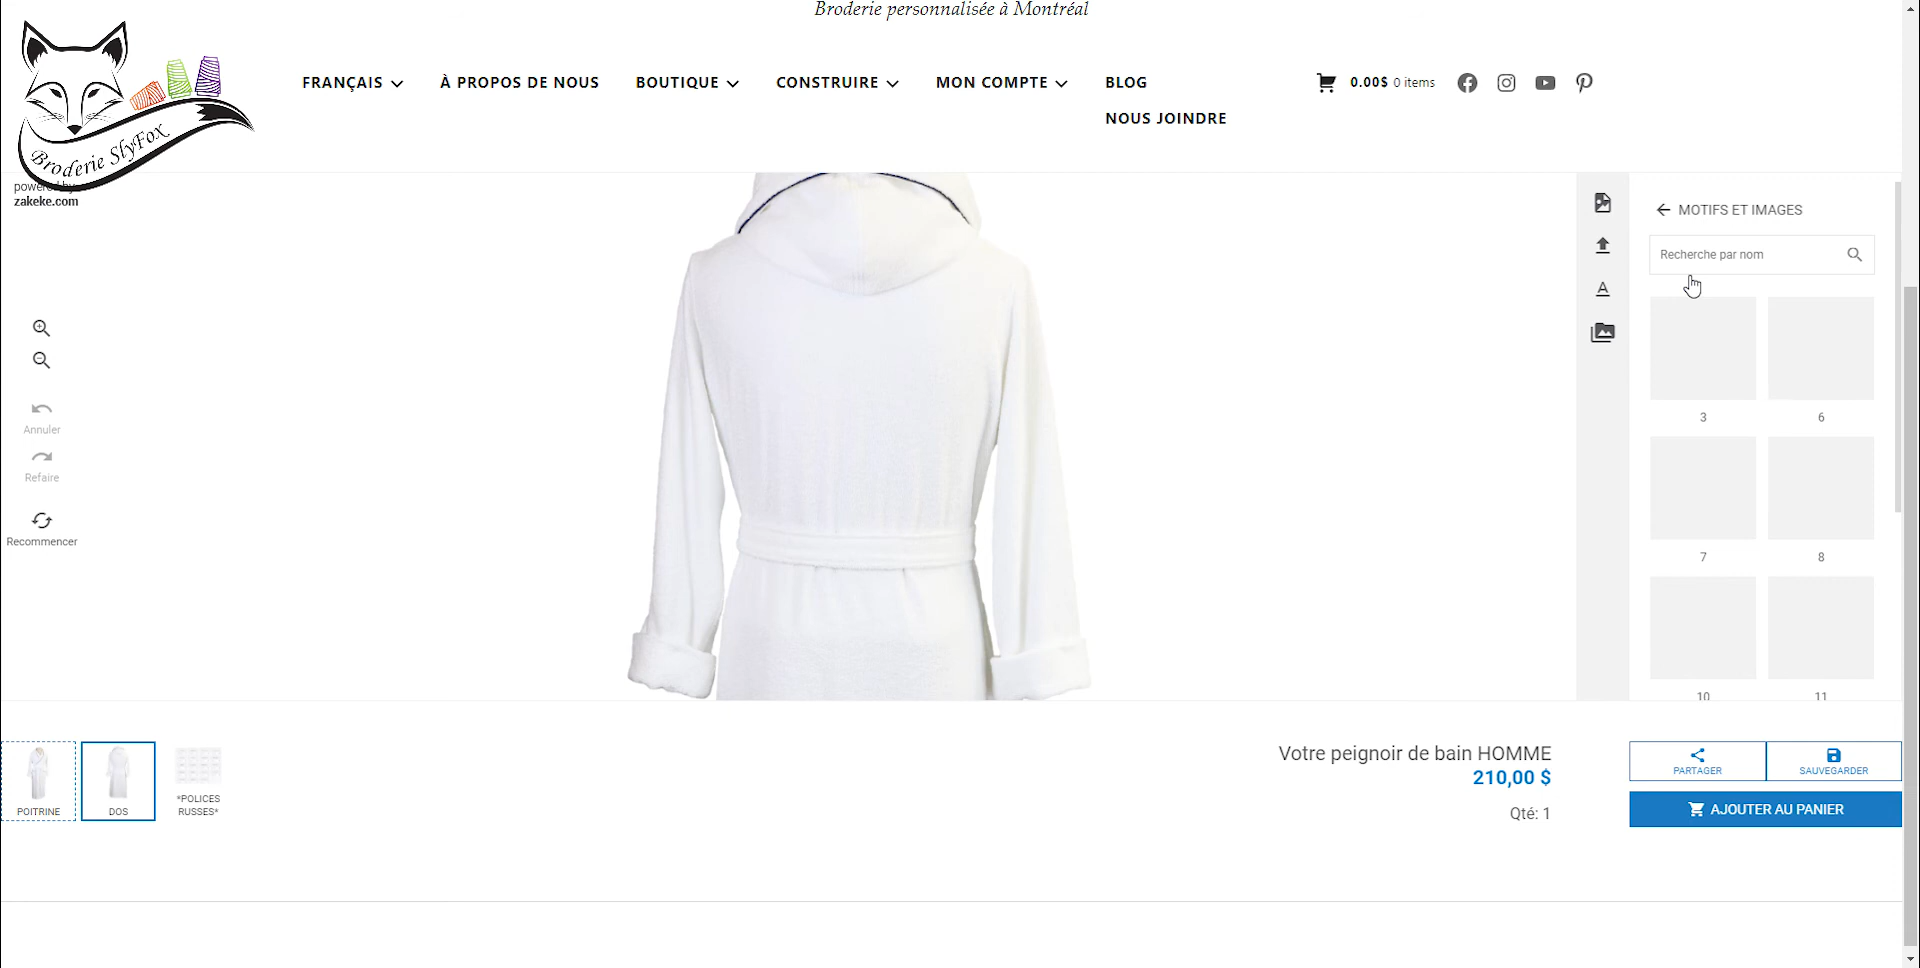 Broderie personnalisée à Montréal
Broderie SlyFox
FRANÇAIS
À PROPOS DE NOUS
BOUTIQUE
CONSTRUIRE
MON COMPTE
BLOG
NOUS JOINDRE
0.00$ 0 items
powered by
zakeke.com
MOTIFS ET IMAGES
Recherche par nom
3 6
7 8
10 11
Annuler
Refaire
Recommencer
POITRINE
DOS
*POLICES
RUSSES*
Votre peignoir de bain HOMME
210,00 $
Qté: 1
PARTAGER
SAUVEGARDER
AJOUTER AU PANIER